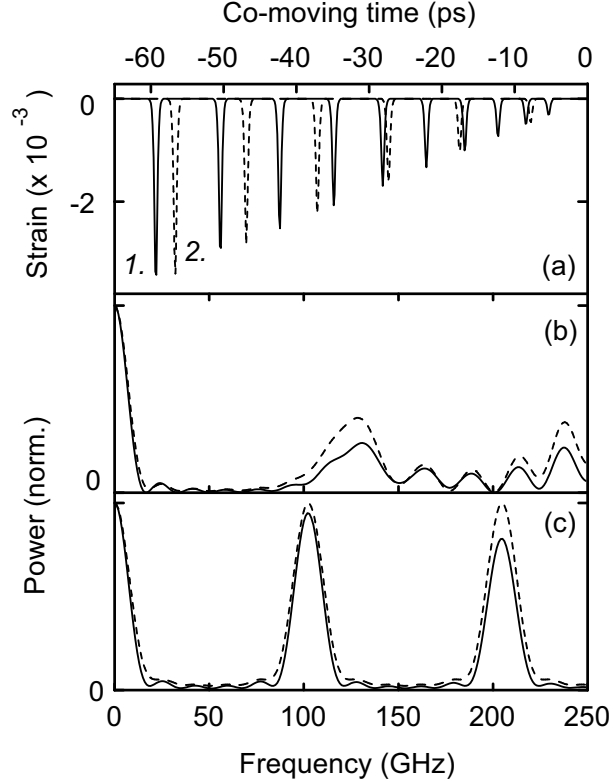 Co-moving time (ps)
-60 -50 -40 -30 -20 -10 0
Strain (x 10 -3)
0
-2
1. 2.
(a)
(b)
0
Power (norm.)
(c)
0
0 50 100 150 200 250
Frequency (GHz)